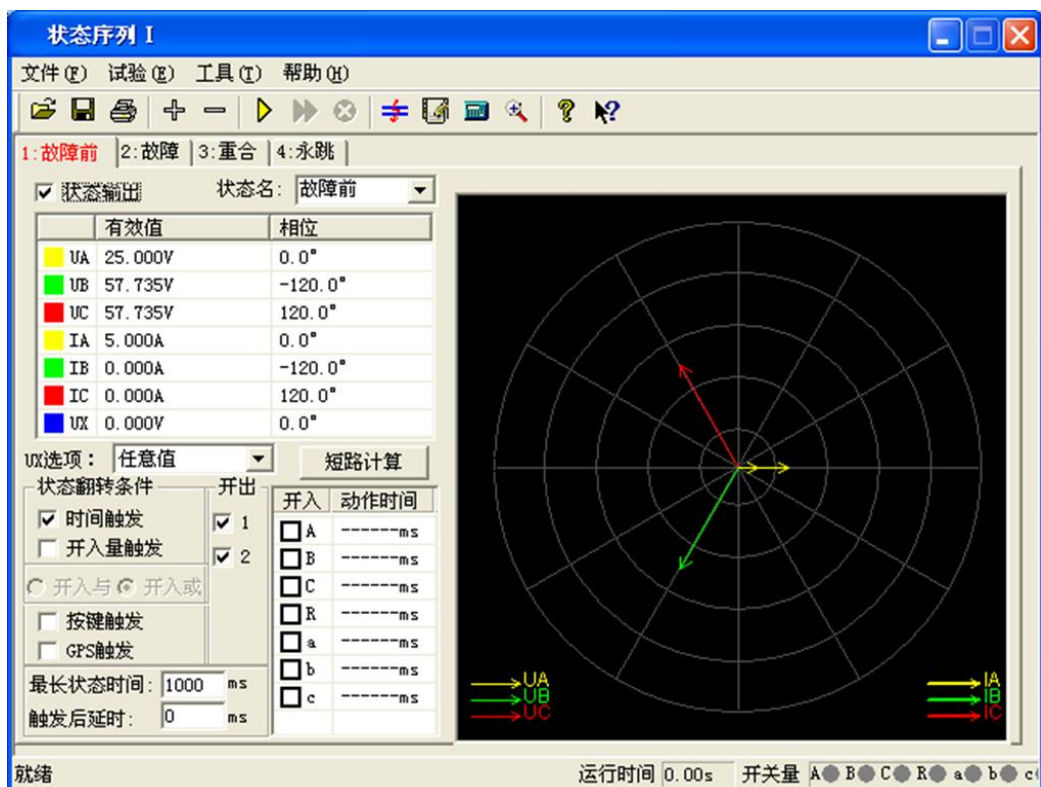 状态序列 I
文件(F) 试验(E) 工具(T) 帮助(H)
1:故障前 2:故障 3:重合 4:永跳
状态输出 状态名: 故障前
有效值 相位
UA 25.000V 0.0°
UB 57.735V -120.0°
UC 57.735V 120.0°
IA 5.000A 0.0°
IB 0.000A -120.0°
IC 0.000A 120.0°
UX 0.000V 0.0°
UX选项: 任意值 短路计算
状态翻转条件 开出
时间触发 1
开入量触发 2
开入与 开入或
按键触发
GPS触发
最长状态时间: 1000 ms
触发后延时: 0 ms
开入 动作时间
A ------ms
B ------ms
C ------ms
R ------ms
a ------ms
b ------ms
c ------ms
UA
UB
UC
IA
IB
IC
就绪 运行时间 0.00s 开关量 A B C R a b c